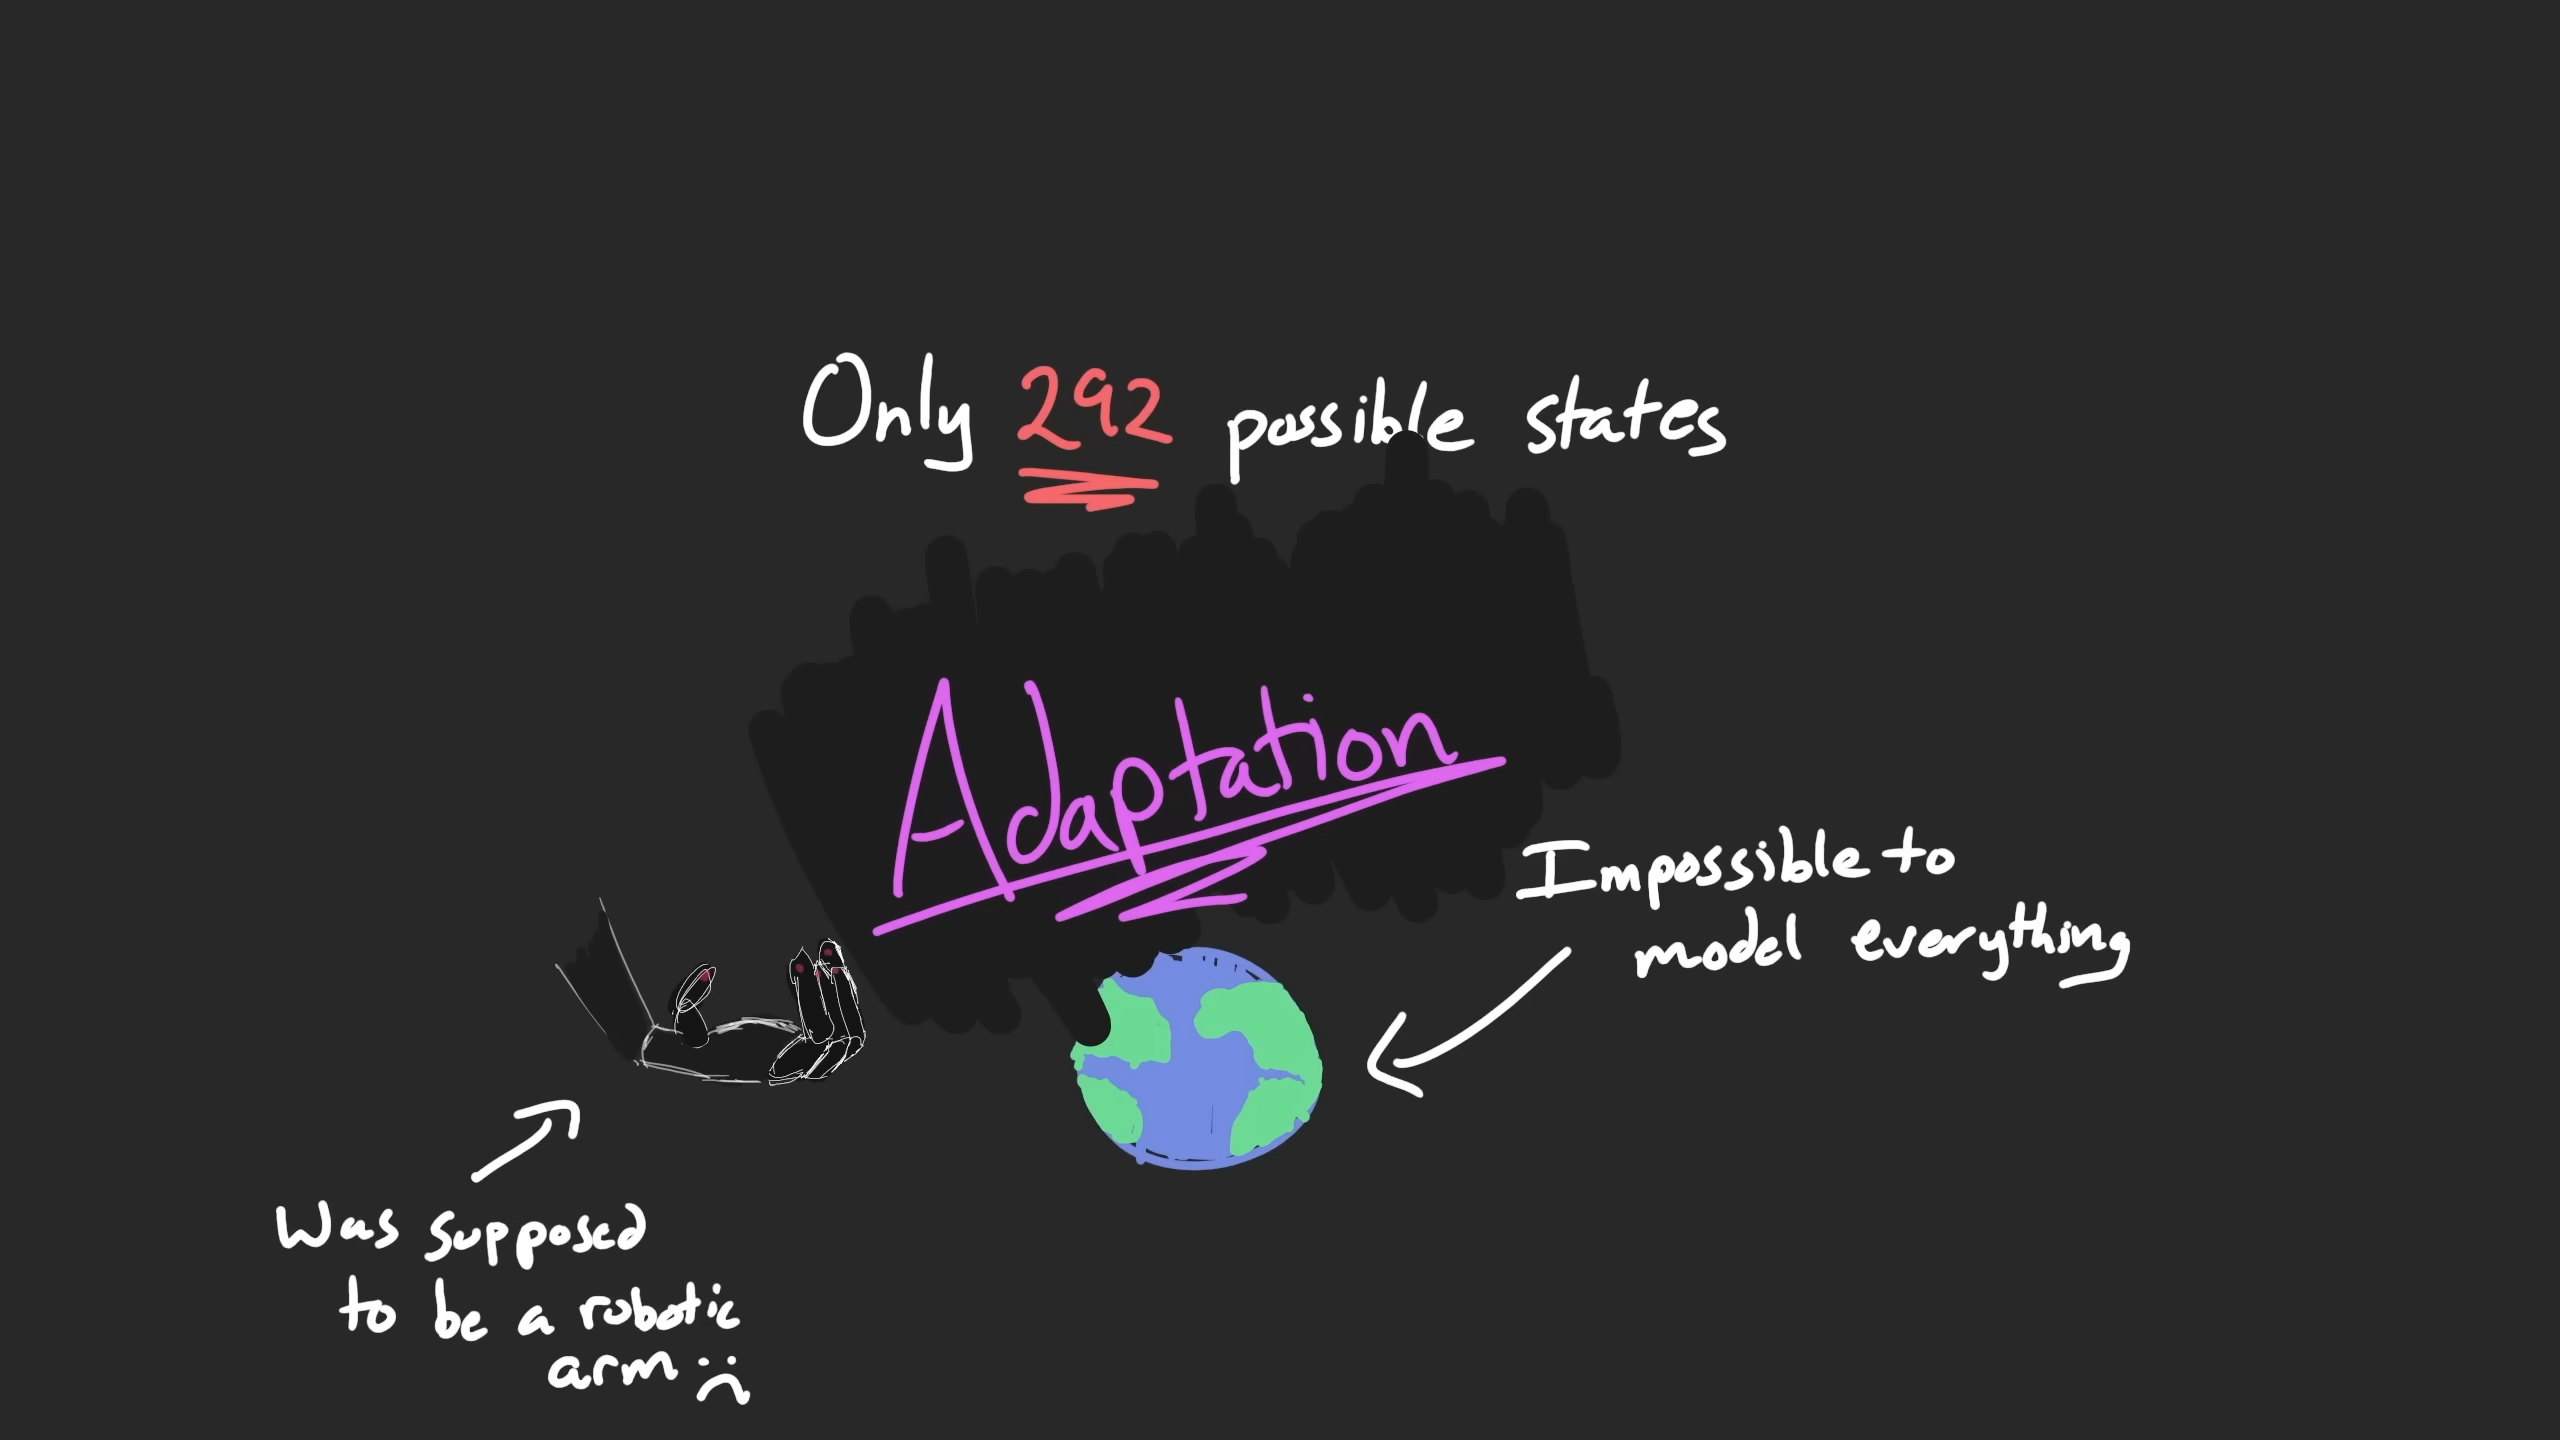 Only 292 possible states
Adaptation
Impossible to
model everything
Was supposed
to be a robotic
arm :(